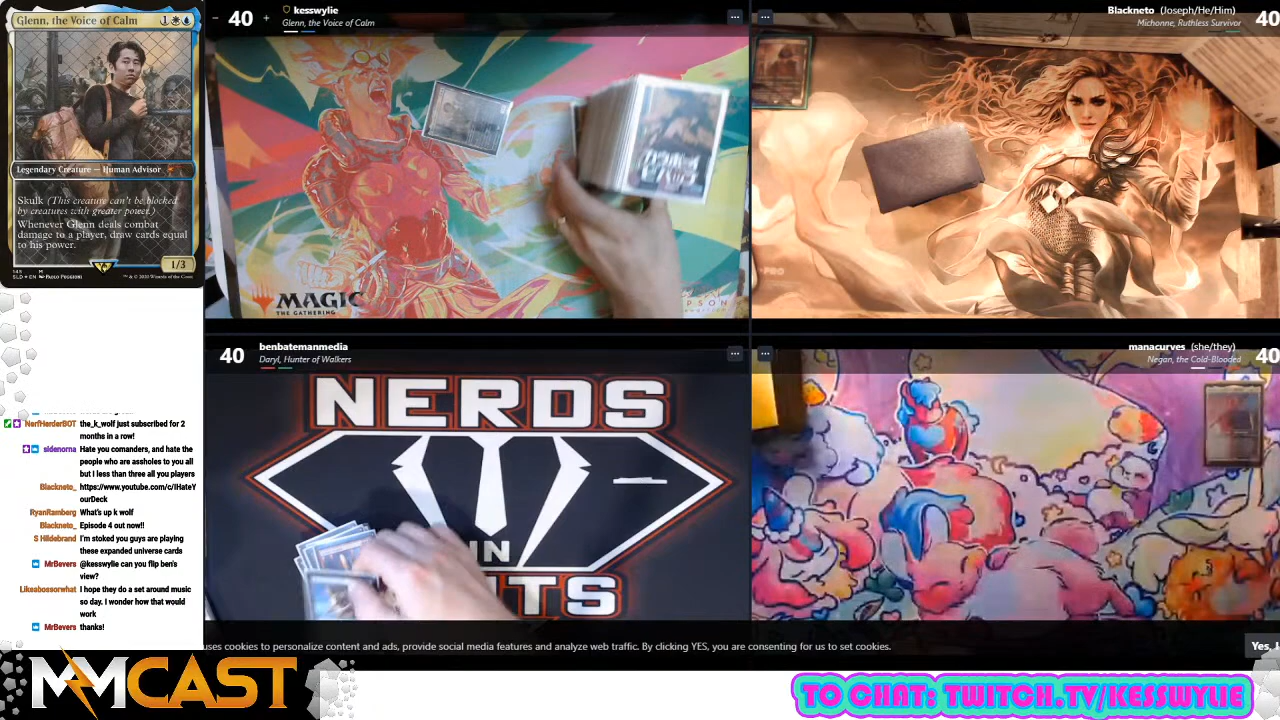 Glenn, the Voice of Calm 1
Legendary Creature — Human Advisor
Skulk (This creature can't be blocked
by creatures with greater power.)
Whenever Glenn deals combat
damage to a player, draw cards equal
to his power.
1/3
− 40 +
kesswylie
Glenn, the Voice of Calm
...
MAGIC
THE GATHERING
...
Blackneto (Joseph/He/Him)
Michonne, Ruthless Survivor
40
40
benbatemanmedia
Daryl, Hunter of Walkers
...
NERDS
IN
...
manacurves (she/they)
Negan, the Cold-Blooded
40
NerfHerderBOT the_k_wolf just subscribed for 2
months in a row!
sidenorna Hate you comanders, and hate the
people who are assholes to you all
but I less than three all you players
Blackneto_ https://www.youtube.com/c/IHateY
ourDeck
RyanRamberg What's up k wolf
Blackneto_ Episode 4 out now!!
S Hildebrand I'm stoked you guys are playing
these expanded universe cards
MrBevers @kesswylie can you flip ben's
view?
Likeabossorwhat I hope they do a set around music
so day. I wonder how that would
work
MrBevers thanks!
uses cookies to personalize content and ads, provide social media features and analyze web traffic. By clicking YES, you are consenting for us to set cookies.
Yes, I
MMCAST
TO CHAT: TWITCH.TV/KESSWYLIE